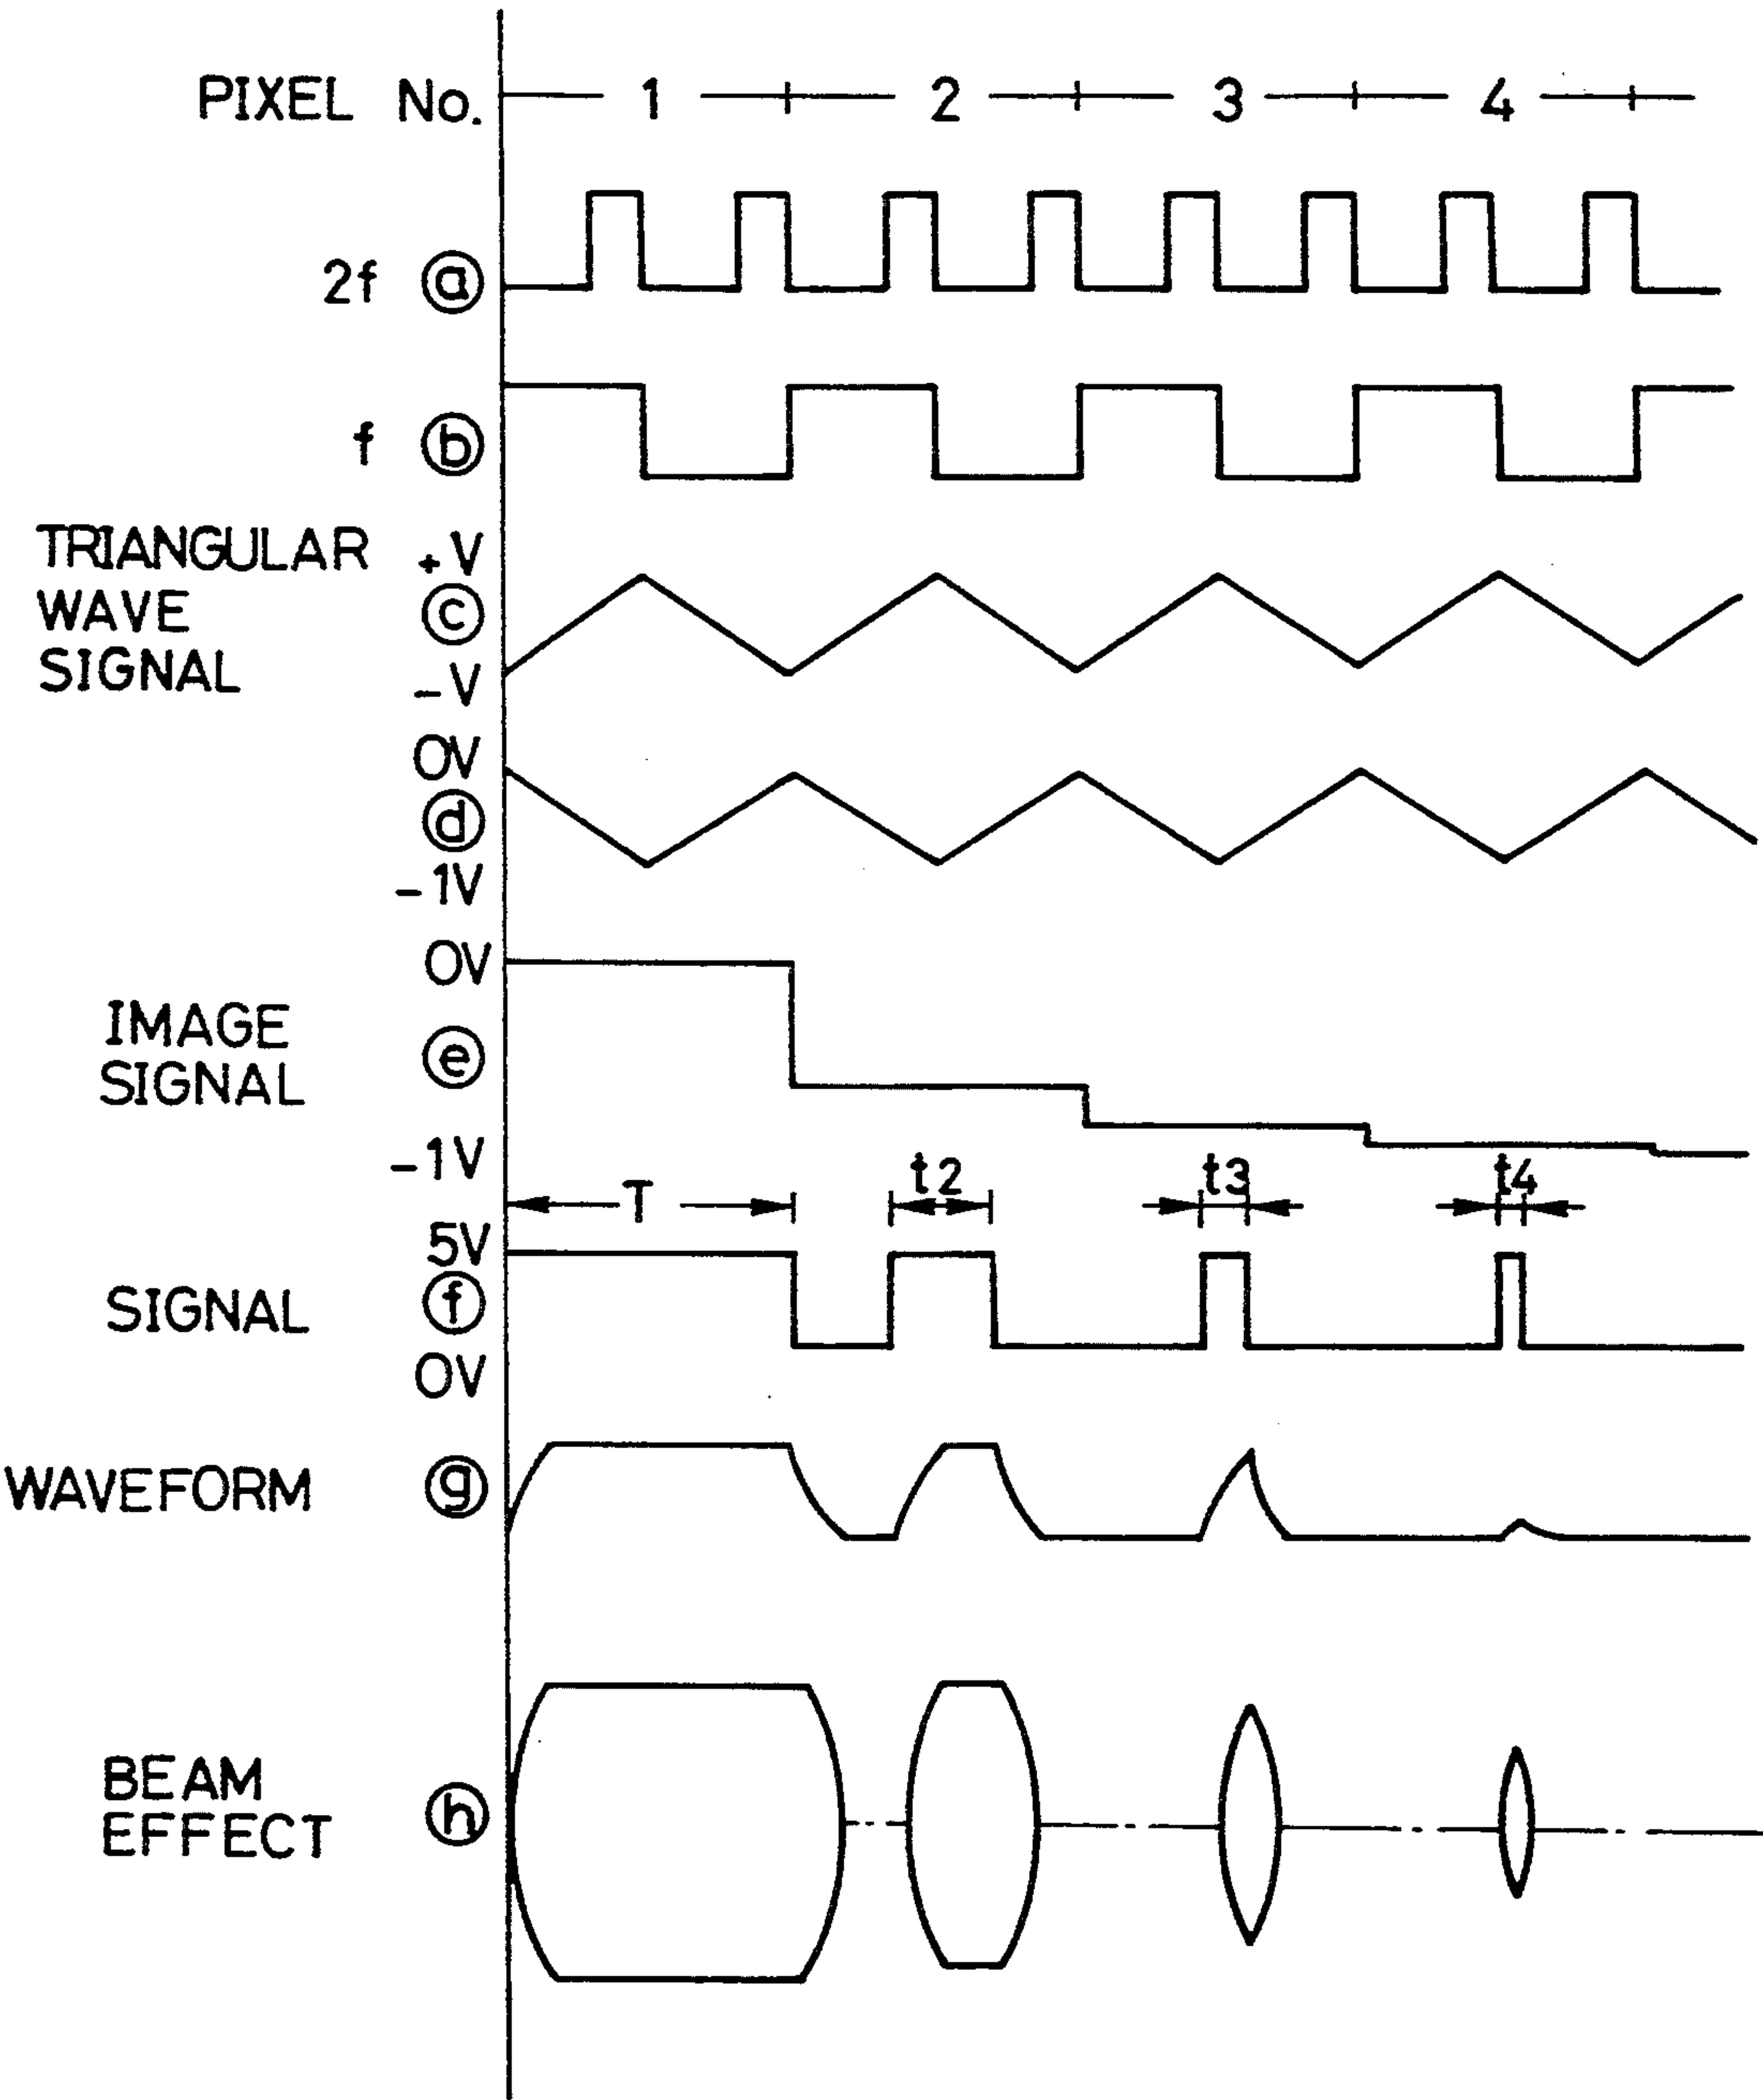 PIXEL No. 1 2 3 4
2f ⓐ
f ⓑ
TRIANGULAR
WAVE
SIGNAL
+V
ⓒ
-V
0V
ⓓ
-1V
0V
IMAGE
SIGNAL
ⓔ
-1V
T t2 t3 t4
5V
SIGNAL ⓕ
0V
WAVEFORM ⓖ
BEAM
EFFECT
ⓗ